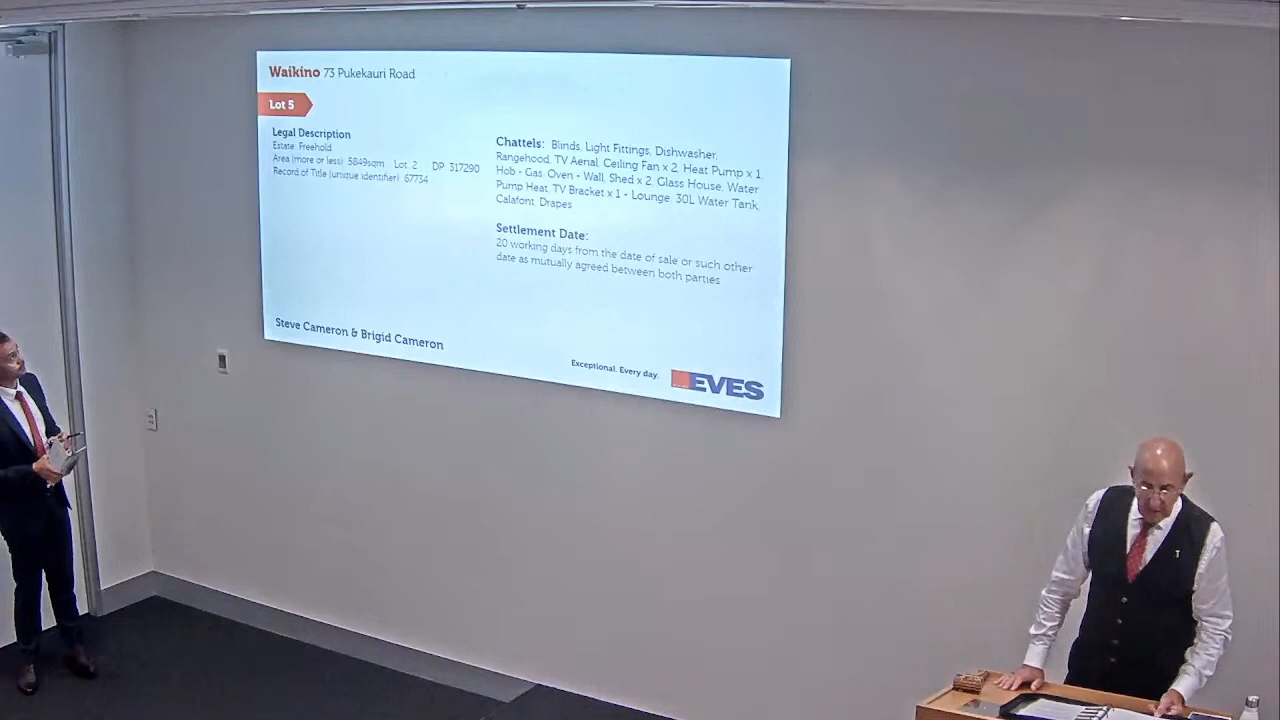 Waikino 73 Pukekauri Road
Lot 5
Legal Description
Estate: Freehold
Area (more or less) 5849sqm Lot 2 DP 317290
Record of Title (unique identifier) 67734
Chattels: Blinds, Light Fittings, Dishwasher,
Rangehood, TV Aerial, Ceiling Fan x 2, Heat Pump x 1,
Hob - Gas, Oven - Wall, Shed x 2, Glass House, Water
Pump Heat, TV Bracket x 1 - Lounge, 30L Water Tank,
Calafont, Drapes
Settlement Date:
20 working days from the date of sale or such other
date as mutually agreed between both parties
Steve Cameron & Brigid Cameron
Exceptional. Every day.
EVES